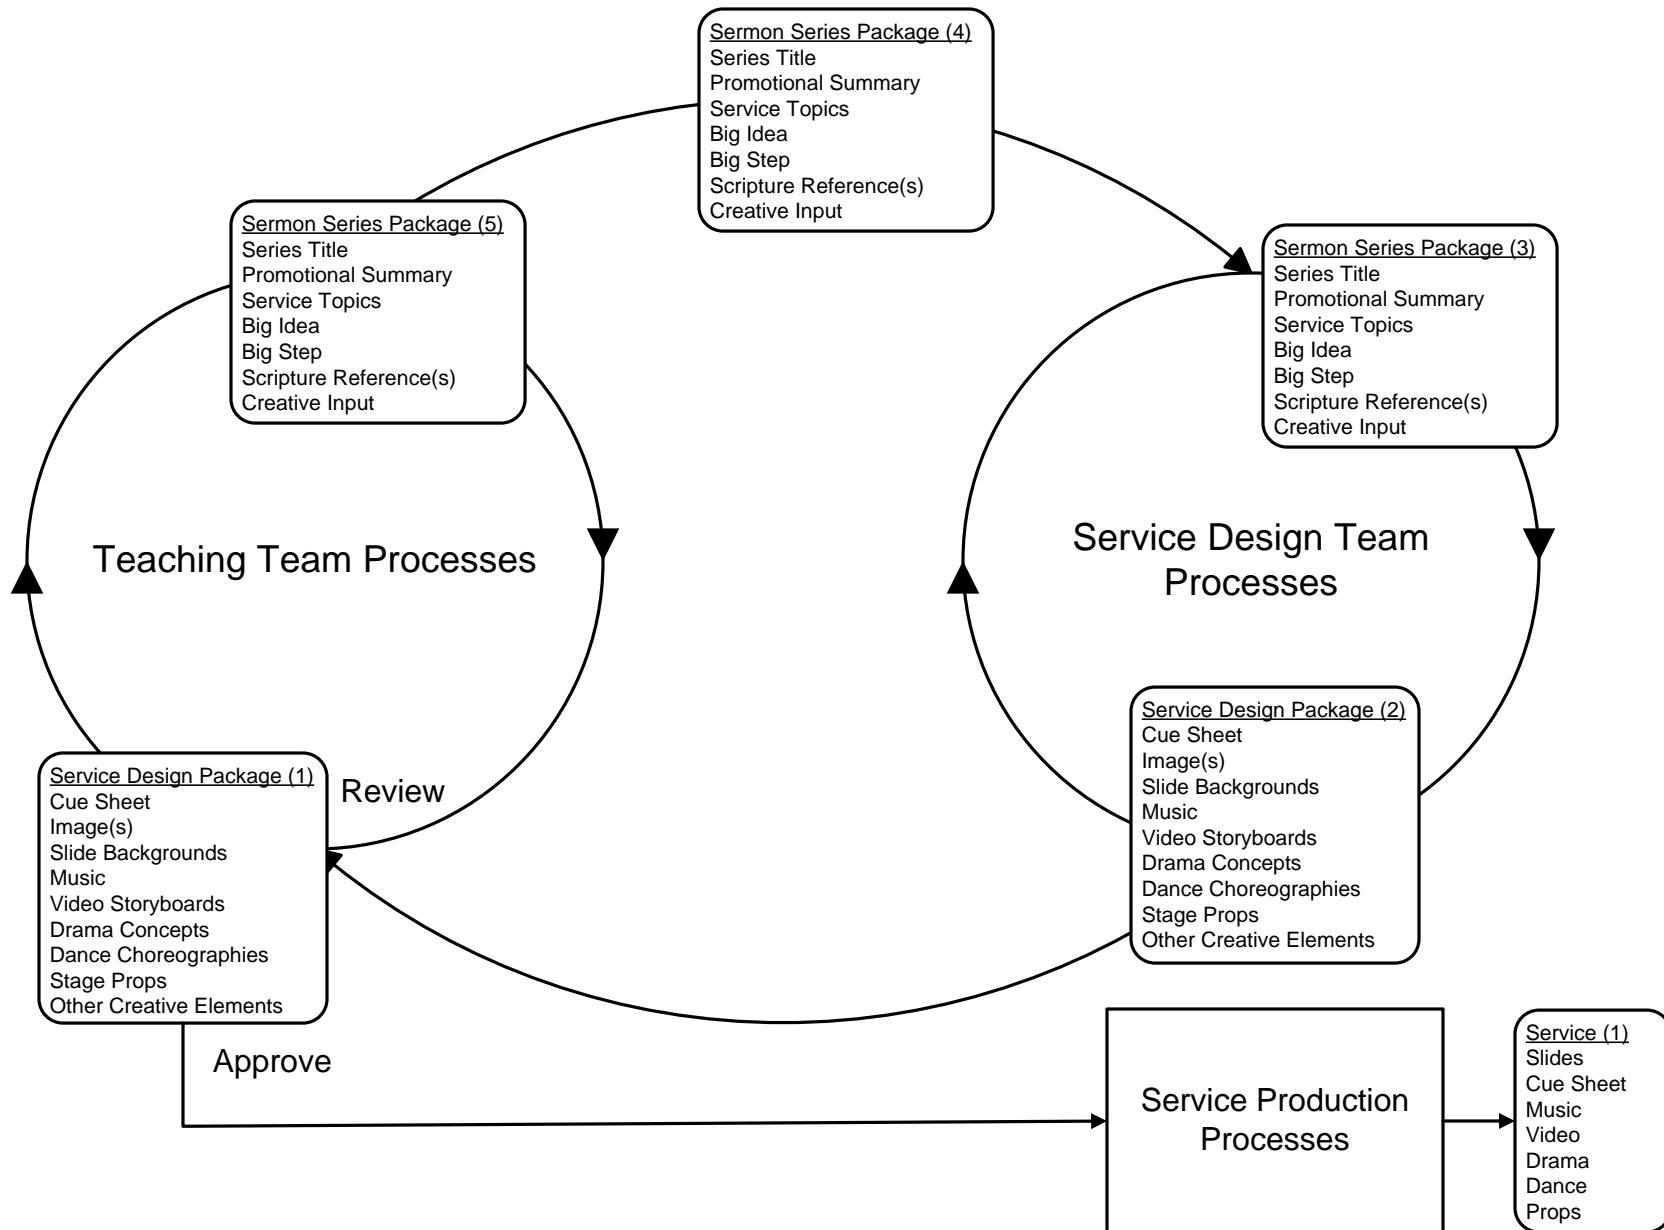 Sermon Series Package (4)
Series Title
Promotional Summary
Service Topics
Big Idea
Big Step
Scripture Reference(s)
Creative Input
Sermon Series Package (5)
Series Title
Promotional Summary
Service Topics
Big Idea
Big Step
Scripture Reference(s)
Creative Input
Sermon Series Package (3)
Series Title
Promotional Summary
Service Topics
Big Idea
Big Step
Scripture Reference(s)
Creative Input
Teaching Team Processes
Service Design Team
Processes
Service Design Package (1)
Cue Sheet
Image(s)
Slide Backgrounds
Music
Video Storyboards
Drama Concepts
Dance Choreographies
Stage Props
Other Creative Elements
Review
Service Design Package (2)
Cue Sheet
Image(s)
Slide Backgrounds
Music
Video Storyboards
Drama Concepts
Dance Choreographies
Stage Props
Other Creative Elements
Approve
Service Production
Processes
Service (1)
Slides
Cue Sheet
Music
Video
Drama
Dance
Props